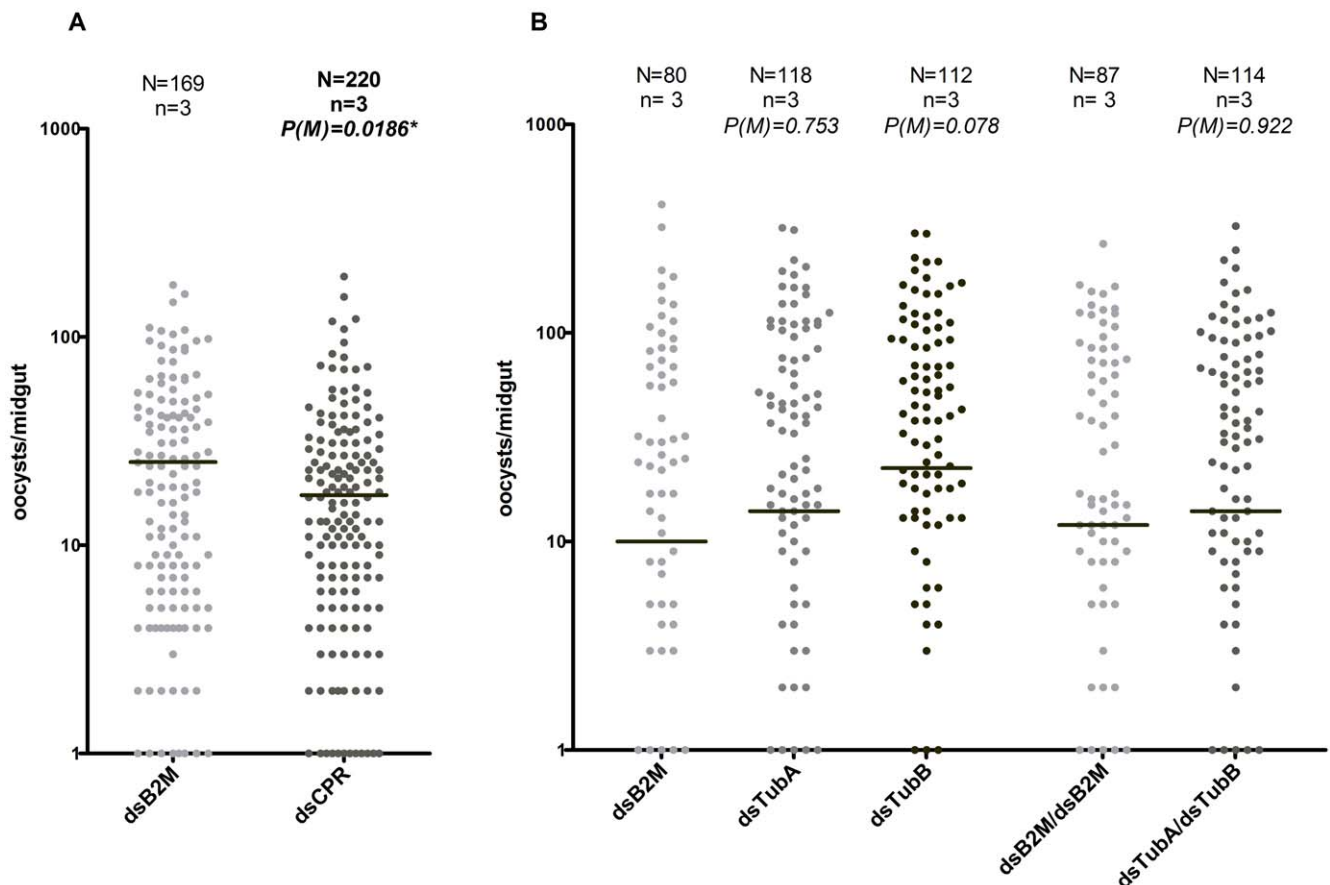 A
N=169
n=3
N=220
n=3
P(M)=0.0186*
1000
100
10
1
oocysts/midgut
dsB2M
dsCPR
B
N=80
n= 3
N=118
n=3
P(M)=0.753
N=112
n=3
P(M)=0.078
N=87
n= 3
N=114
n=3
P(M)=0.922
1000
100
10
1
oocysts/midgut
dsB2M
dsTubA
dsTubB
dsB2M/dsB2M
dsTubA/dsTubB